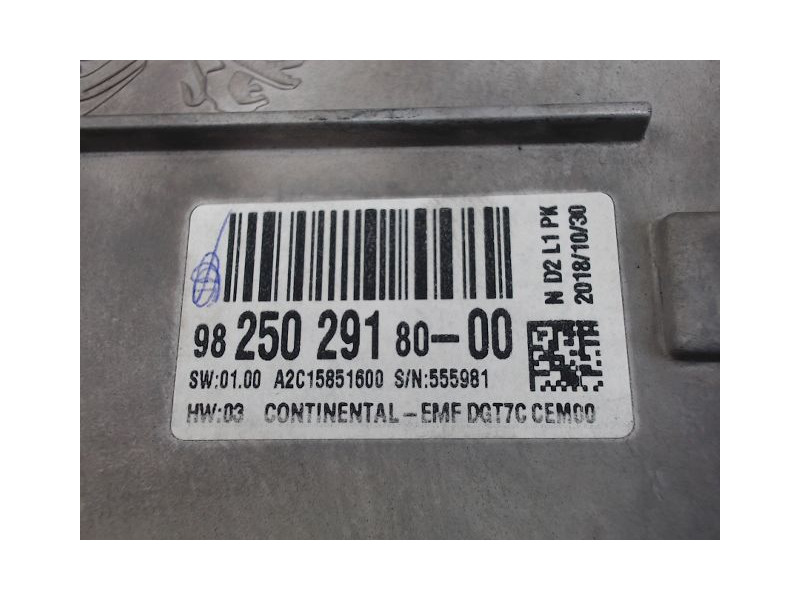 98 250 291 80-00
SW:01.00 A2C15851600 S/N:555981
HW:03 CONTINENTAL-EMF DGT7C CEM00
N D2 L1 PK
2018/10/30